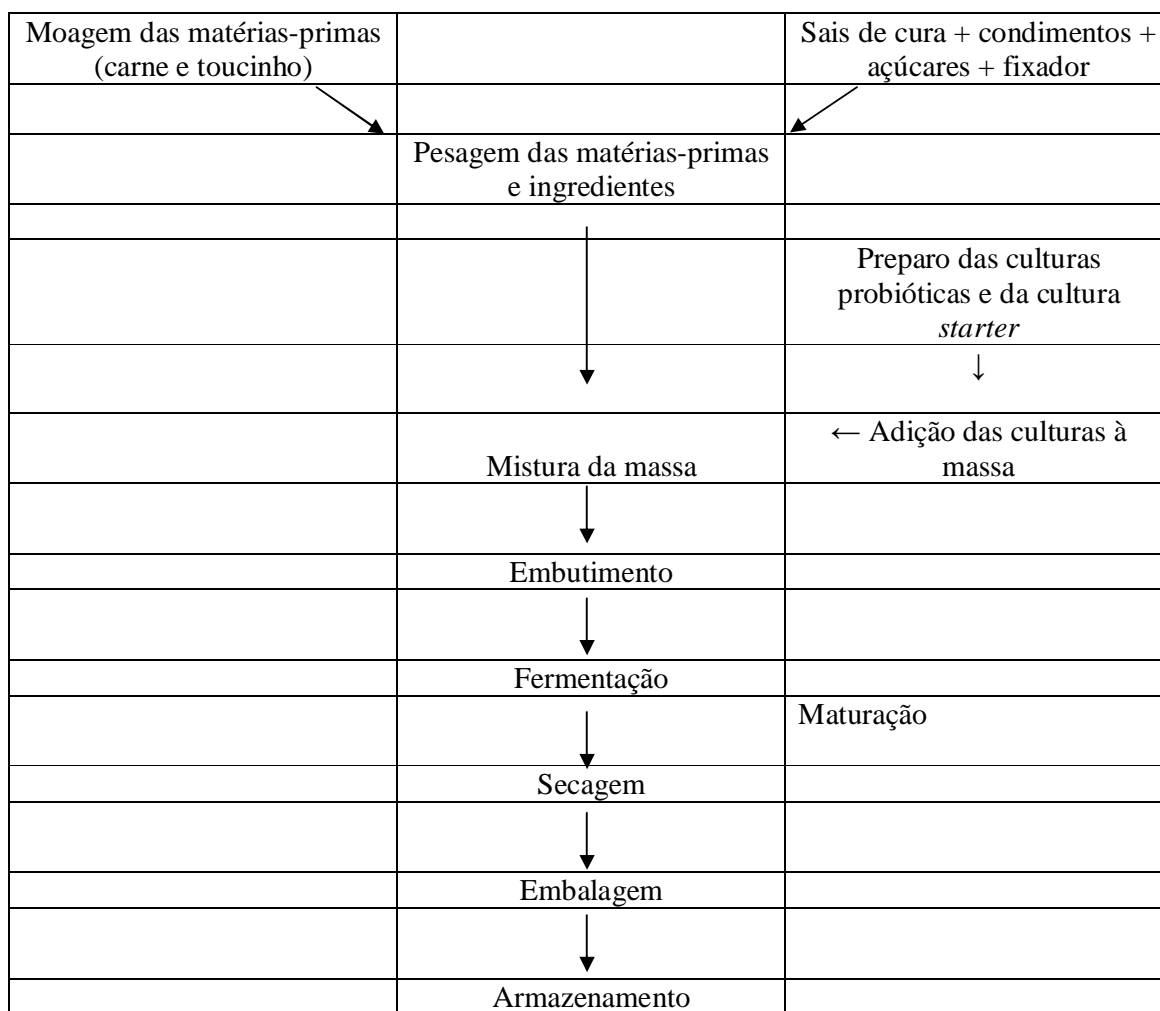 Moagem das matérias-primas
(carne e toucinho)
Sais de cura + condimentos +
açúcares + fixador
Pesagem das matérias-primas
e ingredientes
Preparo das culturas
probióticas e da cultura
starter
↓
← Adição das culturas à
massa
Mistura da massa
Embutimento
Fermentação
Maturação
Secagem
Embalagem
Armazenamento